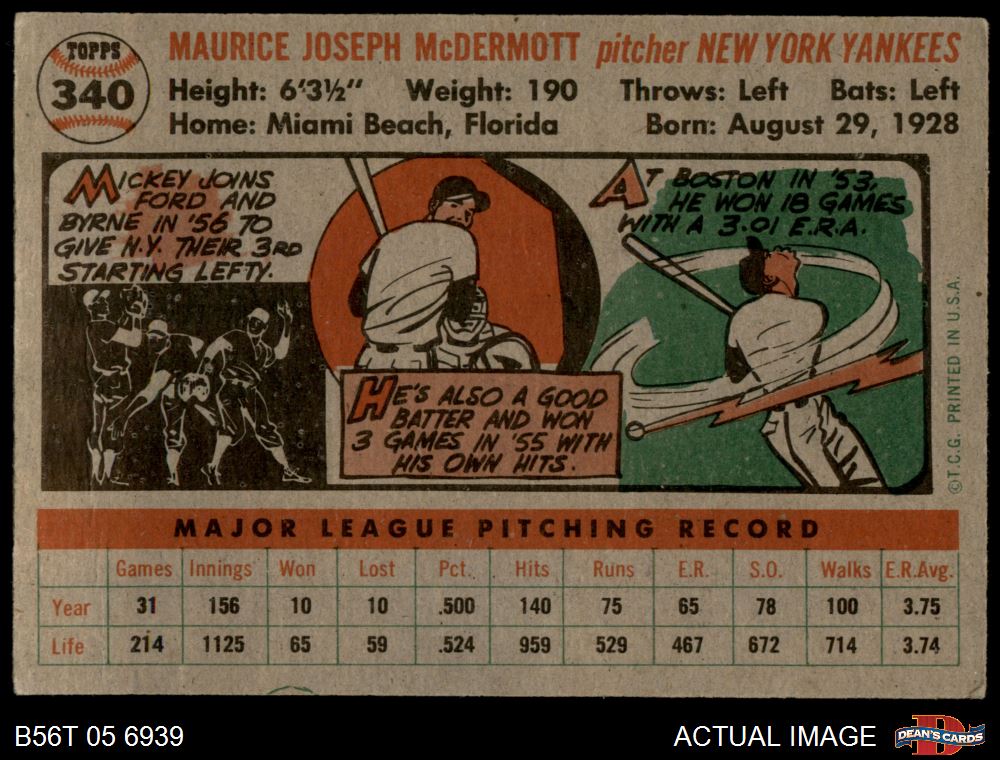 TOPPS
340
MAURICE JOSEPH McDERMOTT pitcher NEW YORK YANKEES
Height: 6'3½" Weight: 190 Throws: Left Bats: Left
Home: Miami Beach, Florida Born: August 29, 1928
MICKEY JOINS
FORD AND
BYRNE IN '56 TO
GIVE N.Y. THEIR 3RD
STARTING LEFTY.
HE'S ALSO A GOOD
BATTER AND WON
3 GAMES IN '55 WITH
HIS OWN HITS.
AT BOSTON IN '53,
HE WON 18 GAMES
WITH A 3.01 E.R.A.
©T.C.G. PRINTED IN U.S.A.
MAJOR LEAGUE PITCHING RECORD
Games Innings Won Lost Pct. Hits Runs E.R. S.O. Walks E.R.Avg.
Year 31 156 10 10 .500 140 75 65 78 100 3.75
Life 214 1125 65 59 .524 959 529 467 672 714 3.74
B56T 05 6939 ACTUAL IMAGE
D
DEAN'S CARDS